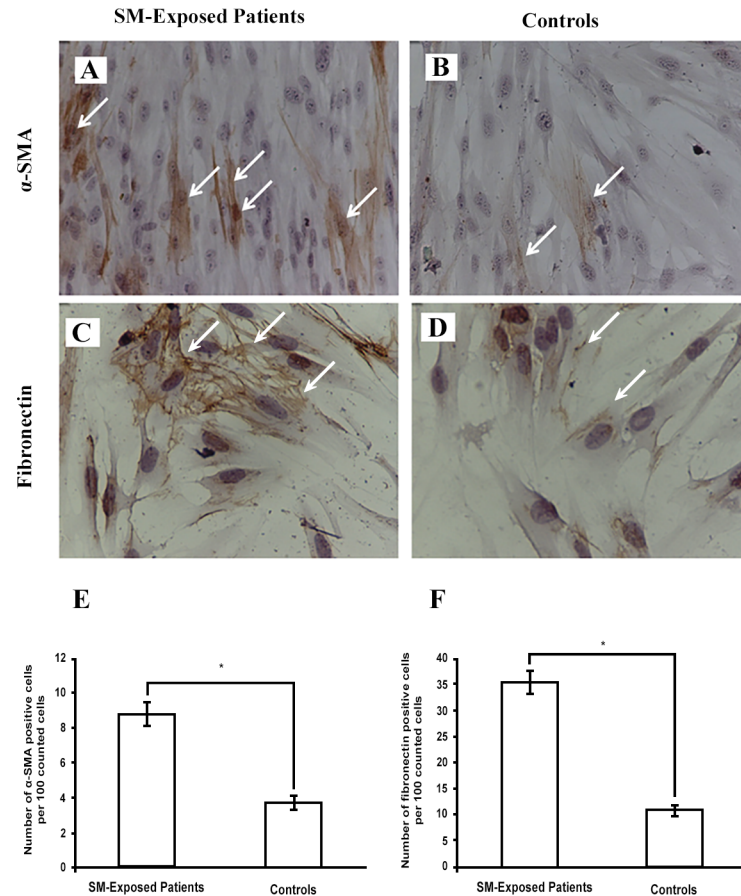 SM-Exposed Patients
Controls
α-SMA
A
B
Fibronectin
C
D
E
F
Number of α-SMA positive cells
per 100 counted cells
12
10
8
6
4
2
0
*
SM-Exposed Patients
Controls
Number of fibronectin positive cells
per 100 counted cells
40
35
30
25
20
15
10
5
0
*
SM-Exposed Patients
Controls